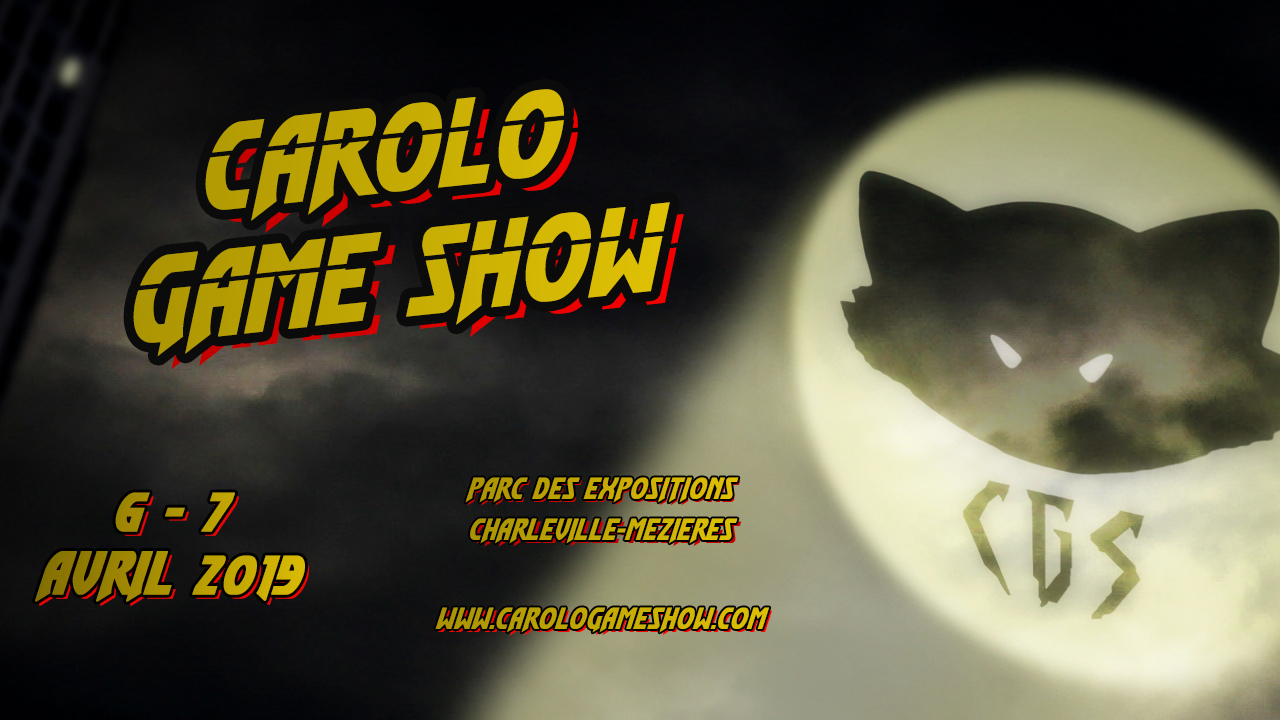 CAROLO
GAME SHOW
6 - 7
AVRIL 2019
PARC DES EXPOSITIONS
CHARLEVILLE-MEZIERES
WWW.CAROLOGAMESHOW.COM
CGS